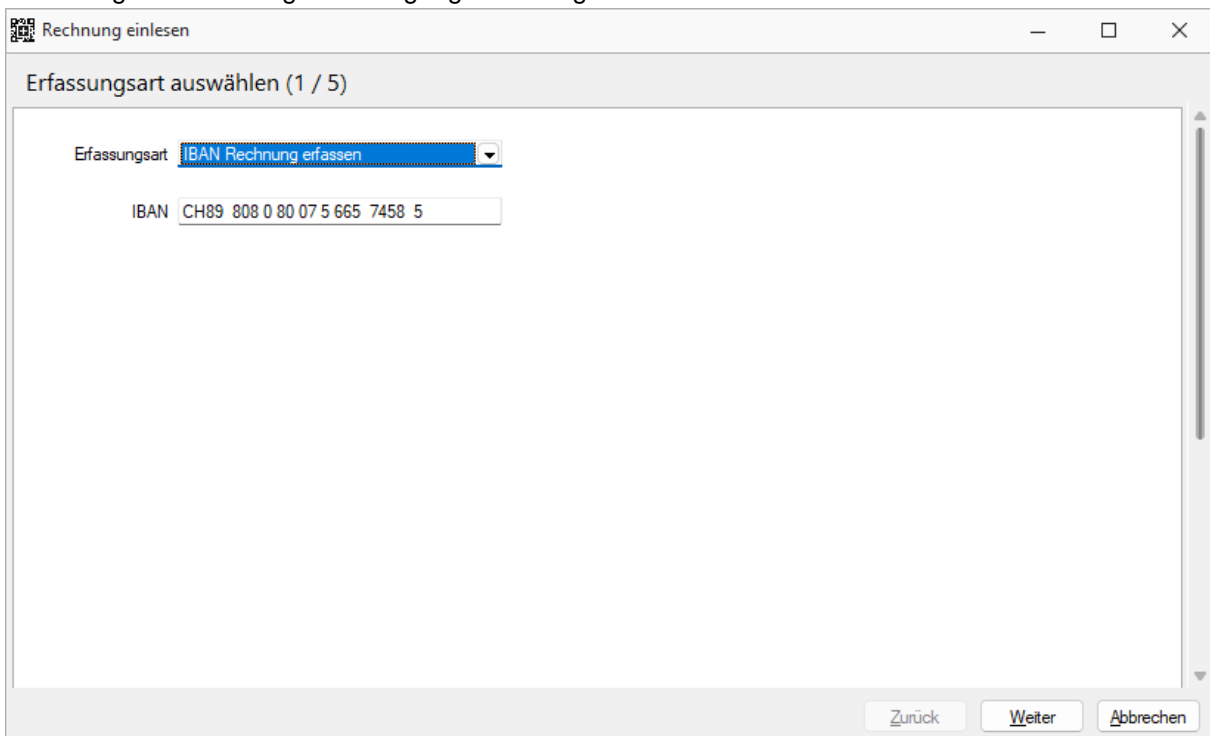 Rechnung einlesen
Erfassungsart auswählen (1 / 5)
Erfassungsart IBAN Rechnung erfassen
IBAN CH89 808 0 80 07 5 665 7458 5
Zurück Weiter Abbrechen